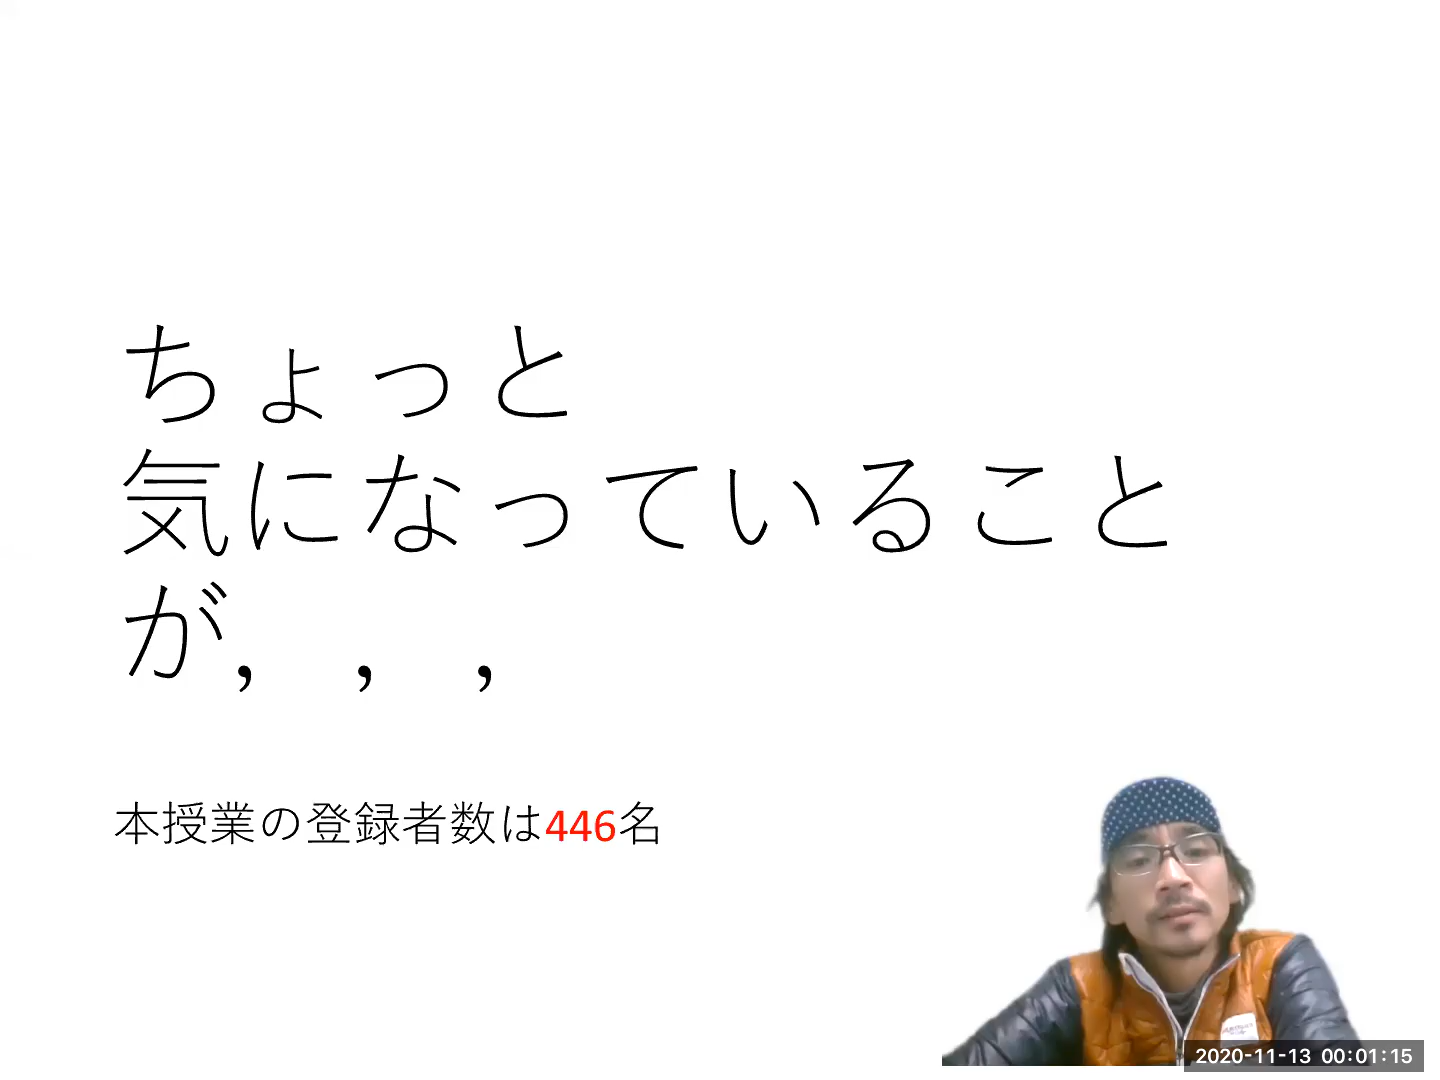 ちょっと
気になっていること
が，，，
本授業の登録者数は446名
2020-11-13 00:01:15